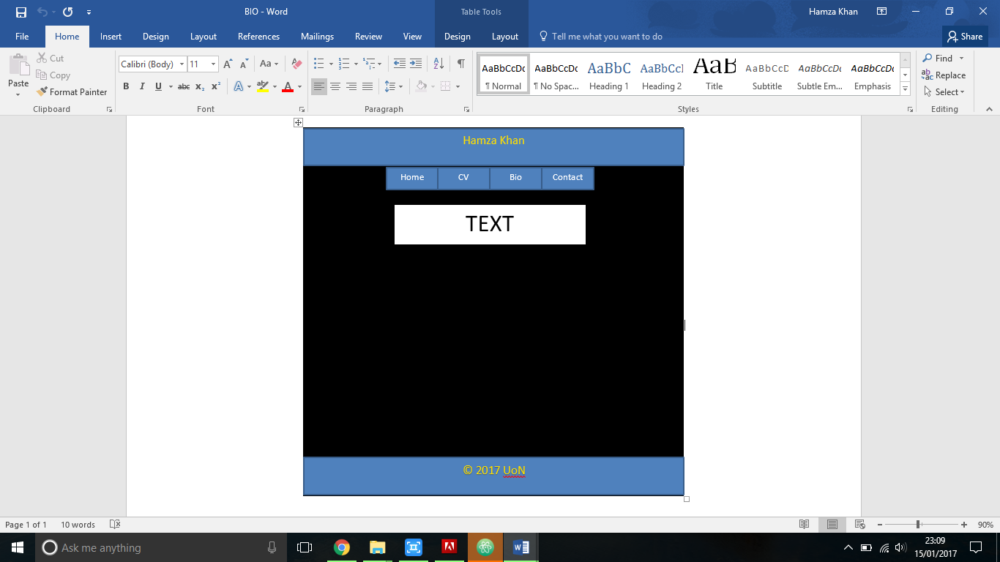 BIO - Word
Table Tools
Hamza Khan
File Home Insert Design Layout References Mailings Review View Design Layout Tell me what you want to do Share
Paste
Cut
Copy
Format Painter
Clipboard
Calibri (Body) 11
B I U abc x₂ x²
Font
Paragraph
AaBbCcDc AaBbCcDc AaBbC AaBbCcI AaB AaBbCcD AaBbCcDc AaBbCcDc
¶ Normal ¶ No Spac... Heading 1 Heading 2 Title Subtitle Subtle Em... Emphasis
Styles
Find
Replace
Select
Editing
Hamza Khan
Home CV Bio Contact
TEXT
© 2017 UoN
Page 1 of 1 10 words
90%
Ask me anything
23:09
15/01/2017